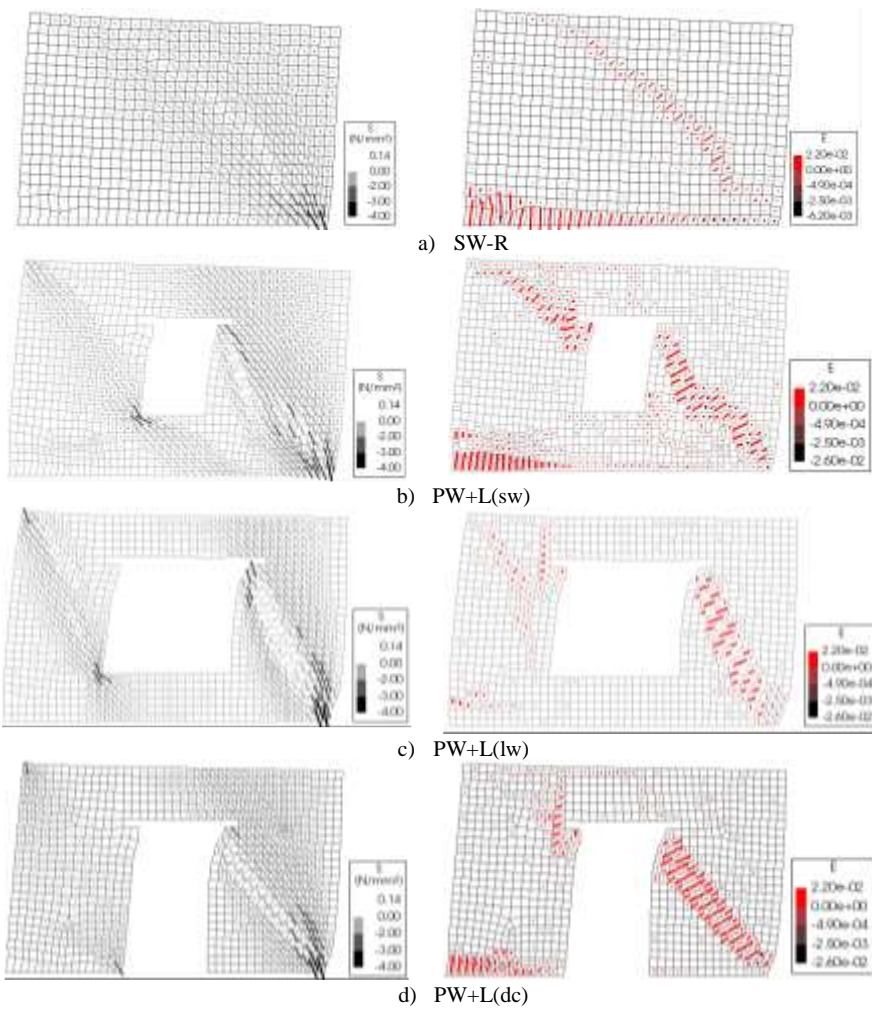 S
(N/mm²)
0.14
0.00
-2.00
-3.00
-4.00
E
2.20e-02
0.00e+00
-4.90e-04
-2.50e-03
-6.20e-03
a) SW-R
S
(N/mm²)
0.14
0.00
-2.00
-3.00
-4.00
E
2.20e-02
0.00e+00
-4.90e-04
-2.50e-03
-2.60e-02
b) PW+L(sw)
S
(N/mm²)
0.14
0.00
-2.00
-3.00
-4.00
E
2.20e-02
0.00e+00
-4.90e-04
-2.50e-03
-2.60e-02
c) PW+L(lw)
S
(N/mm²)
0.14
0.00
-2.00
-3.00
-4.00
E
2.20e-02
0.00e+00
-4.90e-04
-2.50e-03
-2.60e-02
d) PW+L(dc)